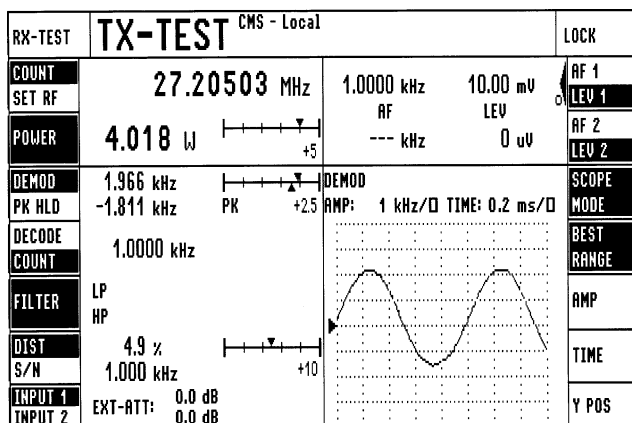 RX-TEST TX-TEST CMS - Local LOCK
COUNT 27.20503 MHz 1.0000 kHz 10.00 mV AF 1
SET RF AF LEV LEV 1
POWER 4.018 W +5 --- kHz 0 uV AF 2
LEV 2
DEMOD 1.966 kHz DEMOD SCOPE
PK HLD -1.811 kHz PK +2.5 AMP: 1 kHz/□ TIME: 0.2 ms/□ MODE
DECODE 1.0000 kHz BEST
COUNT RANGE
FILTER LP AMP
HP
DIST 4.9 % TIME
S/N 1.000 kHz +10
INPUT 1 EXT-ATT: 0.0 dB Y POS
INPUT 2 0.0 dB